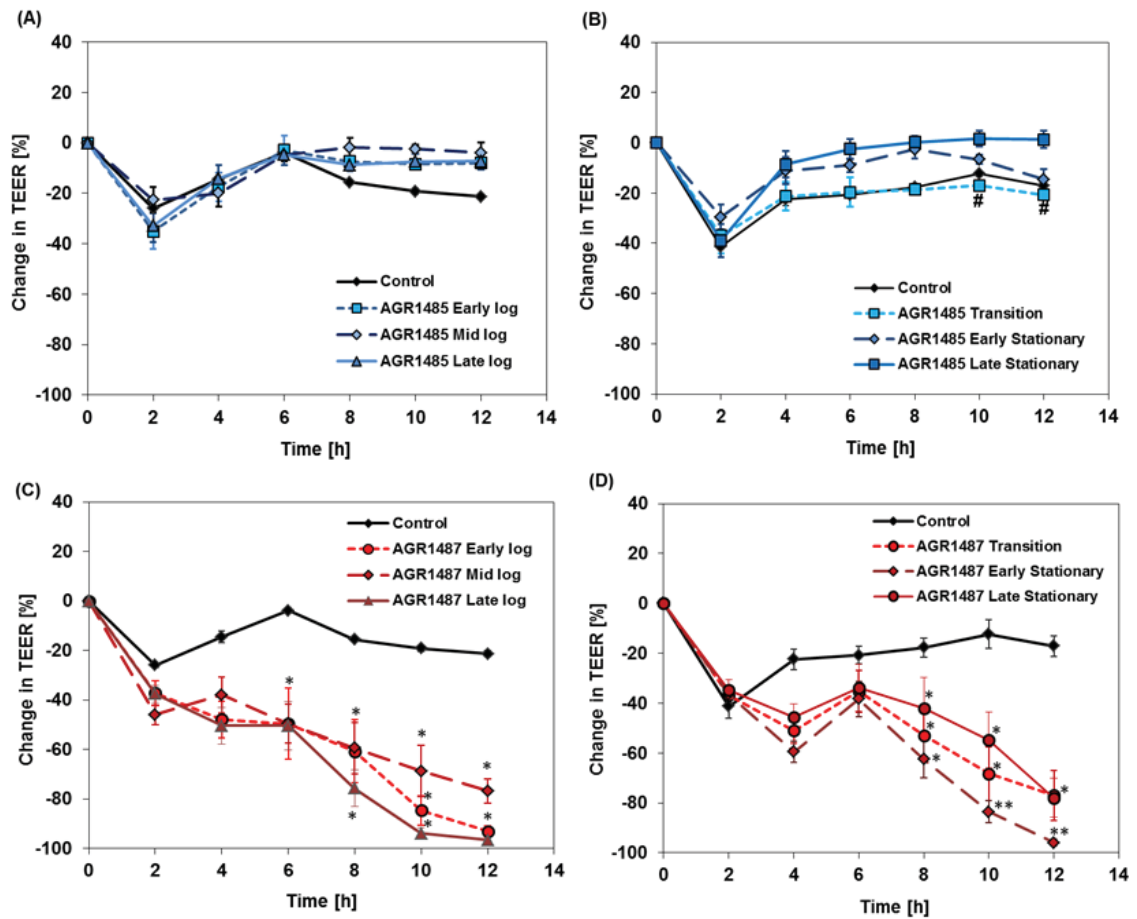 (A)
40
20
0
-20
-40
-60
-80
-100
Change in TEER [%]
Control
AGR1485 Early log
AGR1485 Mid log
AGR1485 Late log
0 2 4 6 8 10 12 14
Time [h]
(B)
40
20
0
-20
-40
-60
-80
-100
Change in TEER [%]
# #
Control
AGR1485 Transition
AGR1485 Early Stationary
AGR1485 Late Stationary
0 2 4 6 8 10 12 14
Time [h]
(C)
40
20
0
-20
-40
-60
-80
-100
Change in TEER [%]
Control
AGR1487 Early log
AGR1487 Mid log
AGR1487 Late log
*
*
*
*
*
*
*
*
0 2 4 6 8 10 12 14
Time [h]
(D)
40
20
0
-20
-40
-60
-80
-100
Change in TEER [%]
Control
AGR1487 Transition
AGR1487 Early Stationary
AGR1487 Late Stationary
*
*
*
*
*
*
**
**
0 2 4 6 8 10 12 14
Time [h]